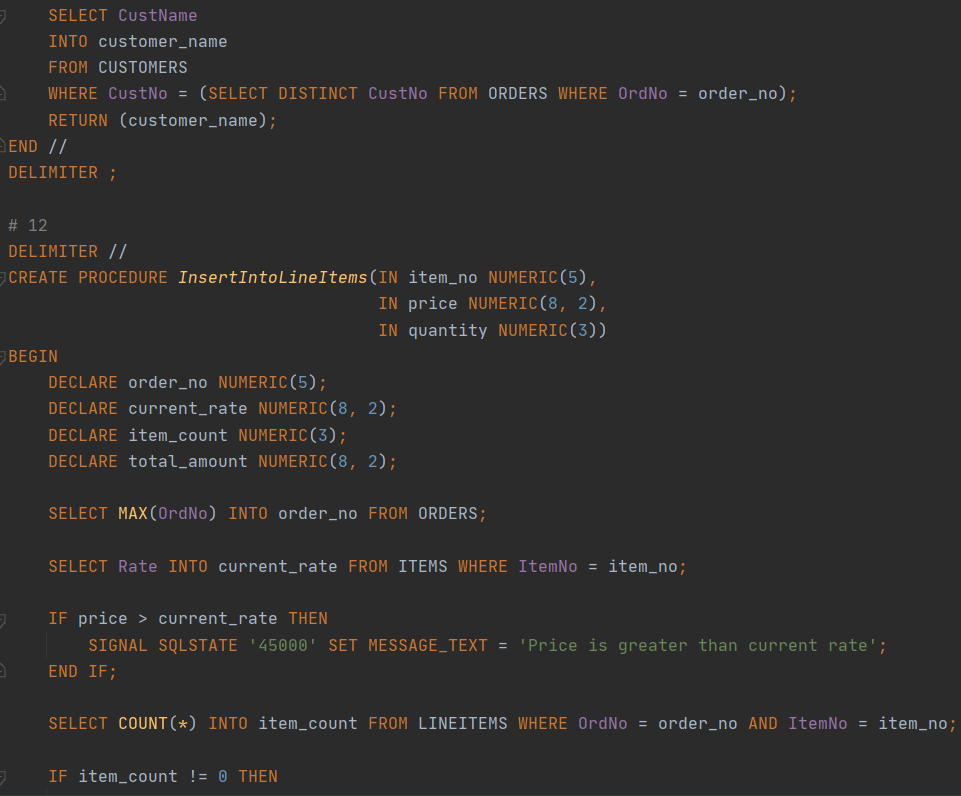 SELECT CustName
INTO customer_name
FROM CUSTOMERS
WHERE CustNo = (SELECT DISTINCT CustNo FROM ORDERS WHERE OrdNo = order_no);
RETURN (customer_name);
END //
DELIMITER ;
# 12
DELIMITER //
CREATE PROCEDURE InsertIntoLineItems(IN item_no NUMERIC(5),
IN price NUMERIC(8, 2),
IN quantity NUMERIC(3))
BEGIN
DECLARE order_no NUMERIC(5);
DECLARE current_rate NUMERIC(8, 2);
DECLARE item_count NUMERIC(3);
DECLARE total_amount NUMERIC(8, 2);
SELECT MAX(OrdNo) INTO order_no FROM ORDERS;
SELECT Rate INTO current_rate FROM ITEMS WHERE ItemNo = item_no;
IF price > current_rate THEN
SIGNAL SQLSTATE '45000' SET MESSAGE_TEXT = 'Price is greater than current rate';
END IF;
SELECT COUNT(*) INTO item_count FROM LINEITEMS WHERE OrdNo = order_no AND ItemNo = item_no;
IF item_count != 0 THEN